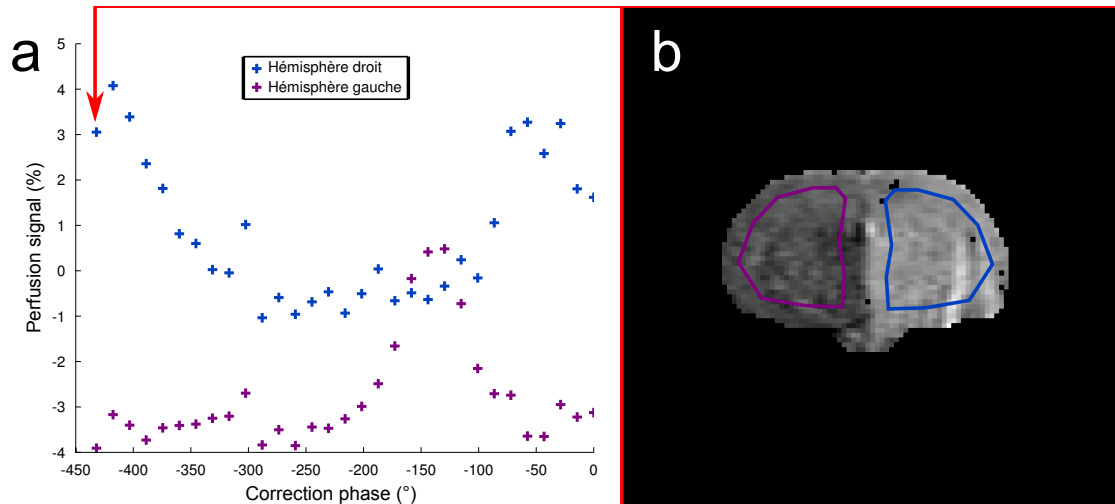 a
b
5
4
3
2
1
0
-1
-2
-3
-4
Perfusion signal (%)
Hémisphère droit
Hémisphère gauche
-450 -400 -350 -300 -250 -200 -150 -100 -50 0
Correction phase (°)